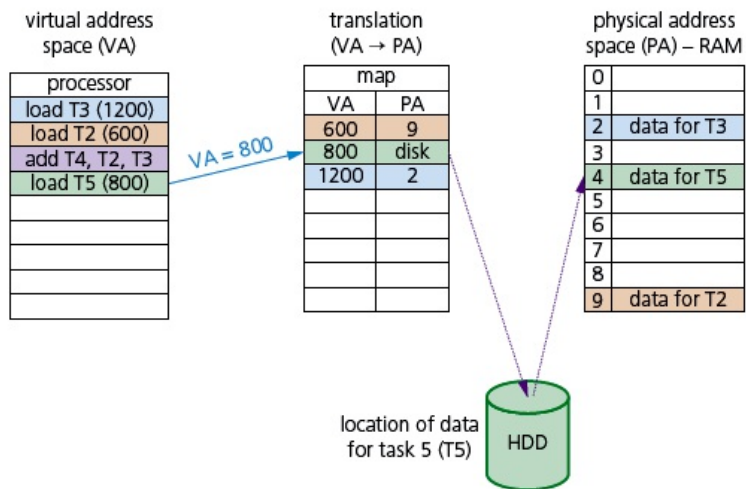 virtual address
space (VA)
processor
load T3 (1200)
load T2 (600)
add T4, T2, T3
load T5 (800)
VA = 800
translation
(VA → PA)
map
VA PA
600 9
800 disk
1200 2
physical address
space (PA) – RAM
0
1
2 data for T3
3
4 data for T5
5
6
7
8
9 data for T2
location of data
for task 5 (T5)
HDD